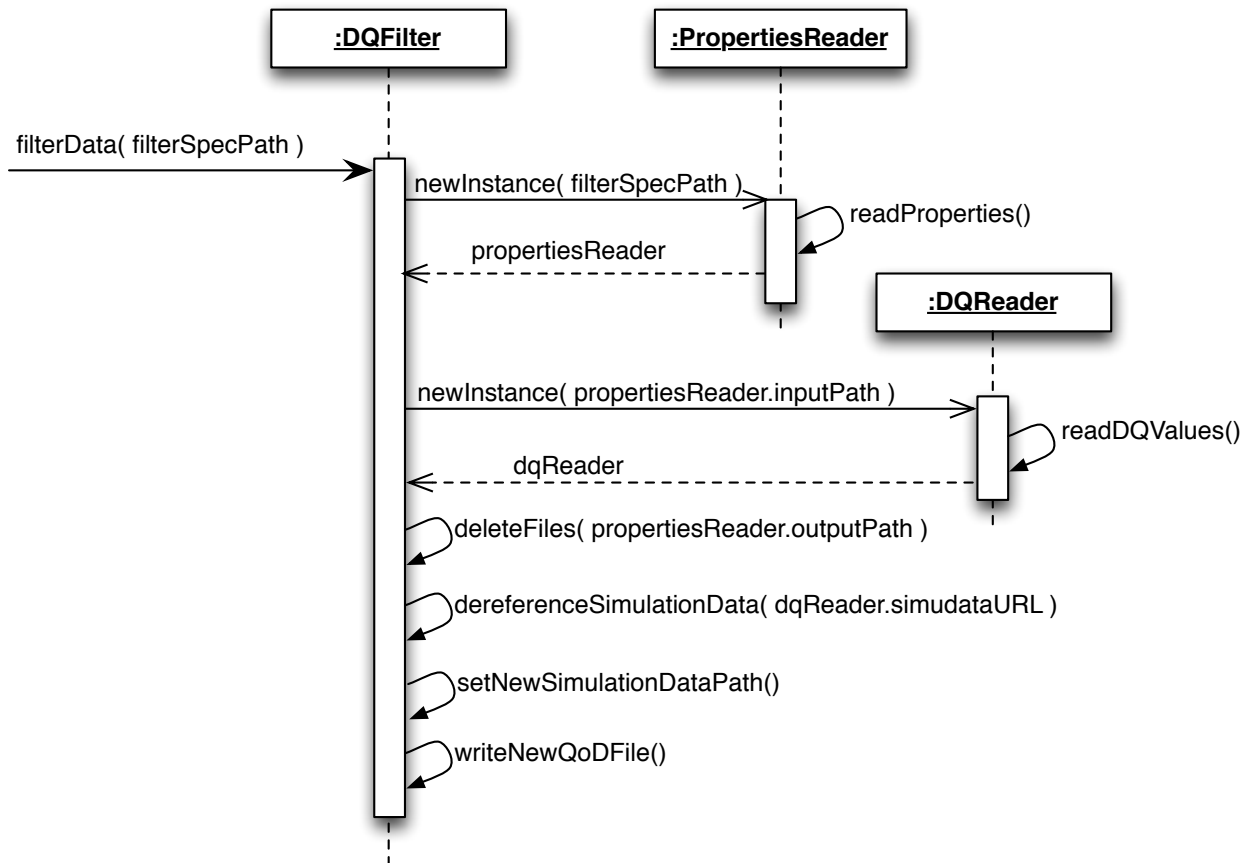 :DQFilter
:PropertiesReader
filterData( filterSpecPath )
newInstance( filterSpecPath )
readProperties()
propertiesReader
:DQReader
newInstance( propertiesReader.inputPath )
readDQValues()
dqReader
deleteFiles( propertiesReader.outputPath )
dereferenceSimulationData( dqReader.simudataURL )
setNewSimulationDataPath()
writeNewQoDFile()